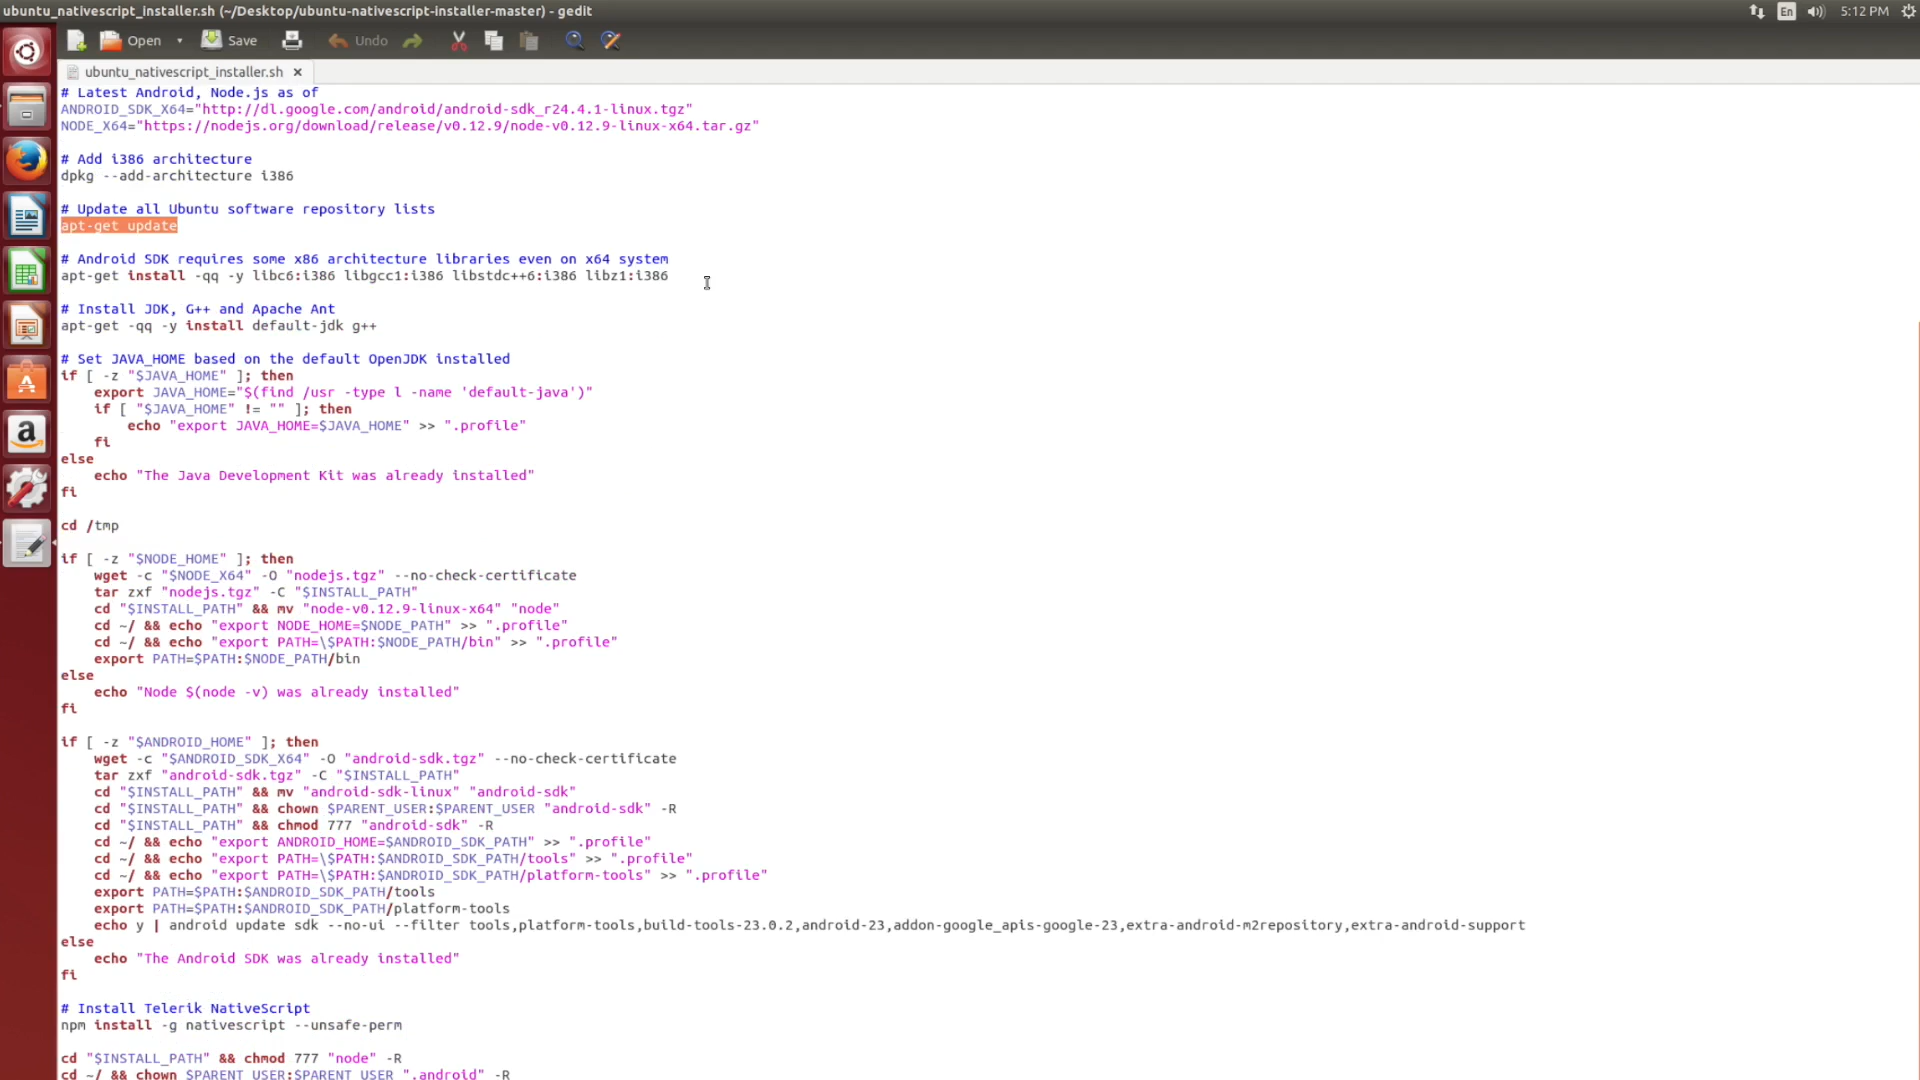 ubuntu_nativescript_installer.sh (~/Desktop/ubuntu-nativescript-installer-master) - gedit
En
5:12 PM
Open
Save
Undo
ubuntu_nativescript_installer.sh ×
# Latest Android, Node.js as of
ANDROID_SDK_X64="http://dl.google.com/android/android-sdk_r24.4.1-linux.tgz"
NODE_X64="https://nodejs.org/download/release/v0.12.9/node-v0.12.9-linux-x64.tar.gz"
# Add i386 architecture
dpkg --add-architecture i386
# Update all Ubuntu software repository lists
apt-get update
# Android SDK requires some x86 architecture libraries even on x64 system
apt-get install -qq -y libc6:i386 libgcc1:i386 libstdc++6:i386 libz1:i386
# Install JDK, G++ and Apache Ant
apt-get -qq -y install default-jdk g++
# Set JAVA_HOME based on the default OpenJDK installed
if [ -z "$JAVA_HOME" ]; then
    export JAVA_HOME="$(find /usr -type l -name 'default-java')"
    if [ "$JAVA_HOME" != "" ]; then
        echo "export JAVA_HOME=$JAVA_HOME" >> ".profile"
    fi
else
    echo "The Java Development Kit was already installed"
fi
cd /tmp
if [ -z "$NODE_HOME" ]; then
    wget -c "$NODE_X64" -O "nodejs.tgz" --no-check-certificate
    tar zxf "nodejs.tgz" -C "$INSTALL_PATH"
    cd "$INSTALL_PATH" && mv "node-v0.12.9-linux-x64" "node"
    cd ~/ && echo "export NODE_HOME=$NODE_PATH" >> ".profile"
    cd ~/ && echo "export PATH=\$PATH:$NODE_PATH/bin" >> ".profile"
    export PATH=$PATH:$NODE_PATH/bin
else
    echo "Node $(node -v) was already installed"
fi
if [ -z "$ANDROID_HOME" ]; then
    wget -c "$ANDROID_SDK_X64" -O "android-sdk.tgz" --no-check-certificate
    tar zxf "android-sdk.tgz" -C "$INSTALL_PATH"
    cd "$INSTALL_PATH" && mv "android-sdk-linux" "android-sdk"
    cd "$INSTALL_PATH" && chown $PARENT_USER:$PARENT_USER "android-sdk" -R
    cd "$INSTALL_PATH" && chmod 777 "android-sdk" -R
    cd ~/ && echo "export ANDROID_HOME=$ANDROID_SDK_PATH" >> ".profile"
    cd ~/ && echo "export PATH=\$PATH:$ANDROID_SDK_PATH/tools" >> ".profile"
    cd ~/ && echo "export PATH=\$PATH:$ANDROID_SDK_PATH/platform-tools" >> ".profile"
    export PATH=$PATH:$ANDROID_SDK_PATH/tools
    export PATH=$PATH:$ANDROID_SDK_PATH/platform-tools
    echo y | android update sdk --no-ui --filter tools,platform-tools,build-tools-23.0.2,android-23,addon-google_apis-google-23,extra-android-m2repository,extra-android-support
else
    echo "The Android SDK was already installed"
fi
# Install Telerik NativeScript
npm install -g nativescript --unsafe-perm
cd "$INSTALL_PATH" && chmod 777 "node" -R
cd ~/ && chown $PARENT_USER:$PARENT_USER ".android" -R